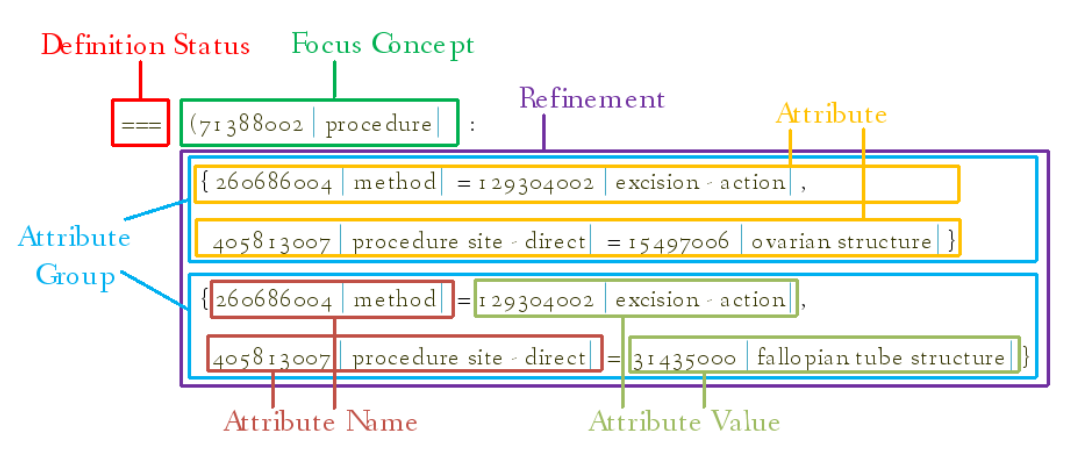 Definition Status
Focus Concept
Refinement
Attribute
=== (71388002 | procedure| :
{ 260686004 | method| = 129304002 | excision - action| ,
405813007 | procedure site - direct| = 15497006 | ovarian structure| }
Attribute
Group
{ 260686004 | method| = 129304002 | excision - action| ,
405813007 | procedure site - direct| = 31435000 | fallopian tube structure| }
Attribute Name
Attribute Value